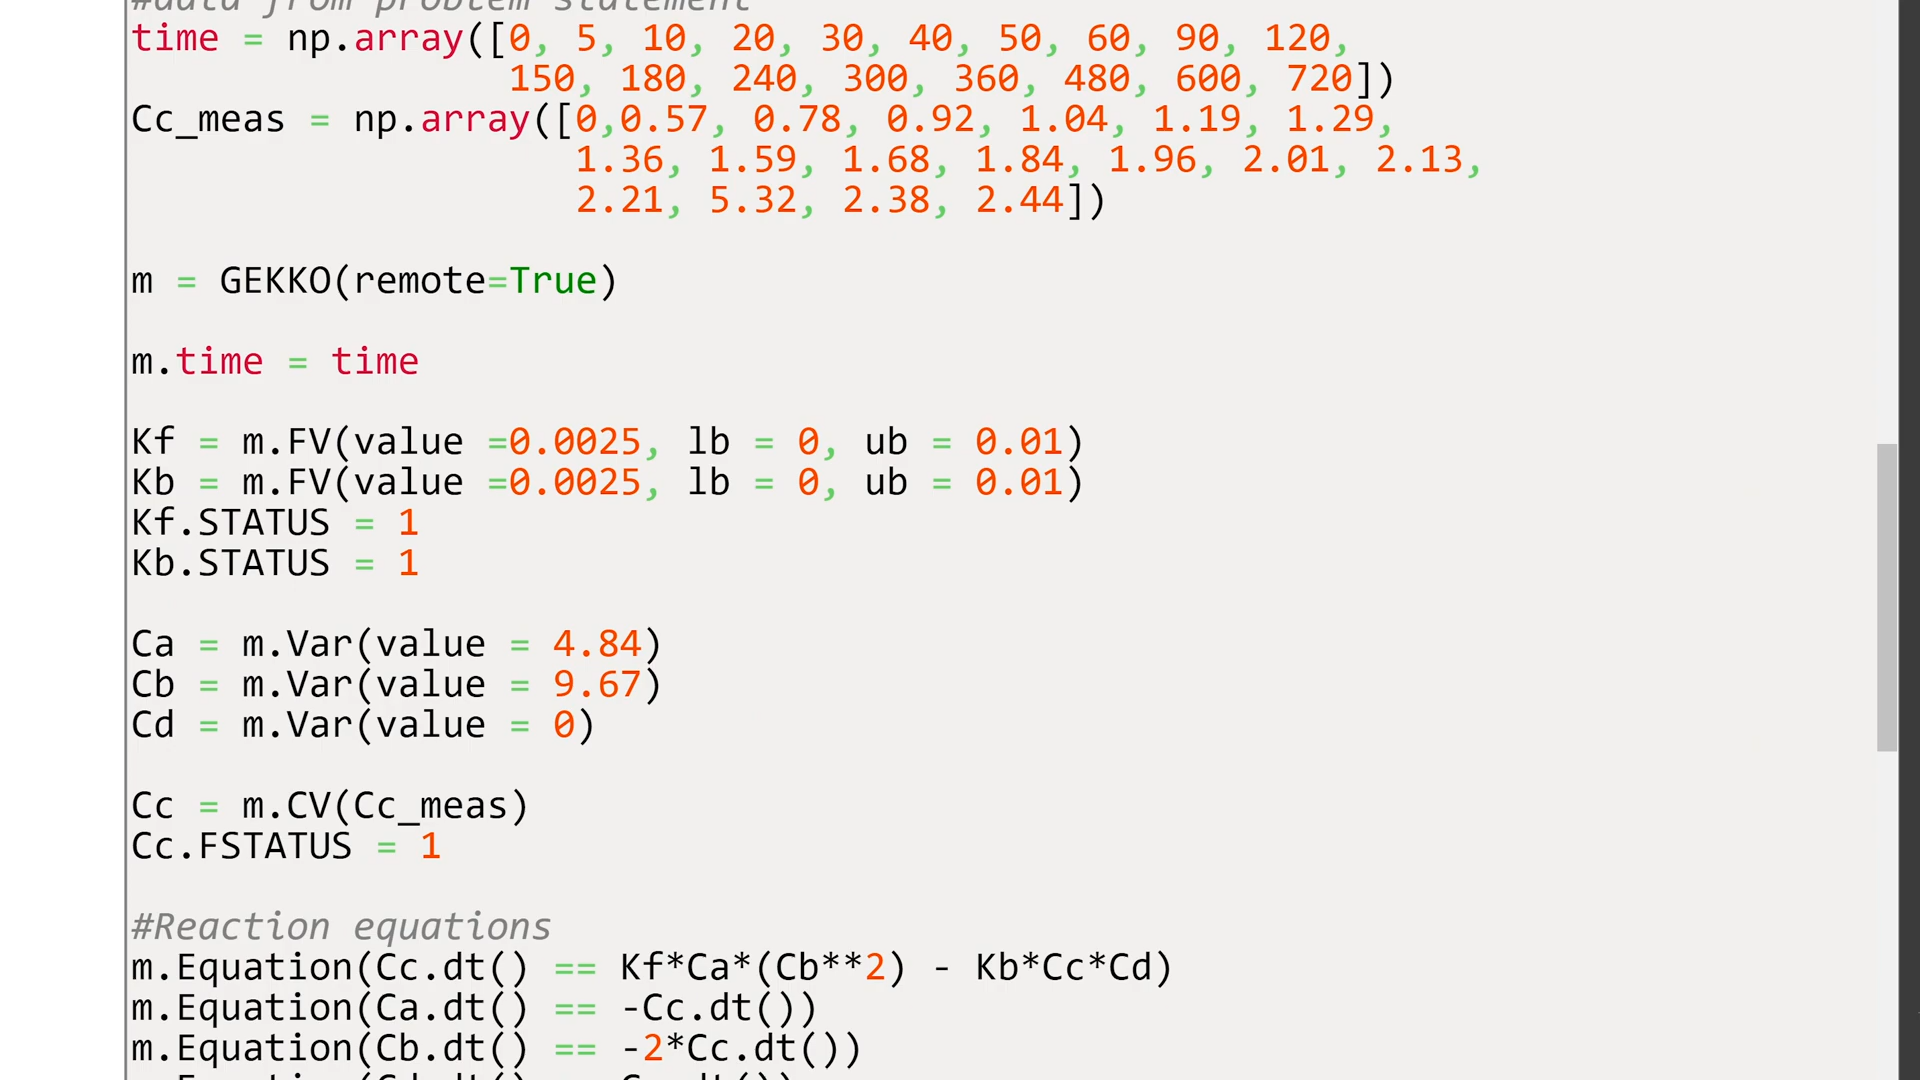 #data from problem statement
time = np.array([0, 5, 10, 20, 30, 40, 50, 60, 90, 120,
150, 180, 240, 300, 360, 480, 600, 720])
Cc_meas = np.array([0,0.57, 0.78, 0.92, 1.04, 1.19, 1.29,
1.36, 1.59, 1.68, 1.84, 1.96, 2.01, 2.13,
2.21, 5.32, 2.38, 2.44])
m = GEKKO(remote=True)
m.time = time
Kf = m.FV(value =0.0025, lb = 0, ub = 0.01)
Kb = m.FV(value =0.0025, lb = 0, ub = 0.01)
Kf.STATUS = 1
Kb.STATUS = 1
Ca = m.Var(value = 4.84)
Cb = m.Var(value = 9.67)
Cd = m.Var(value = 0)
Cc = m.CV(Cc_meas)
Cc.FSTATUS = 1
#Reaction equations
m.Equation(Cc.dt() == Kf*Ca*(Cb**2) - Kb*Cc*Cd)
m.Equation(Ca.dt() == -Cc.dt())
m.Equation(Cb.dt() == -2*Cc.dt())